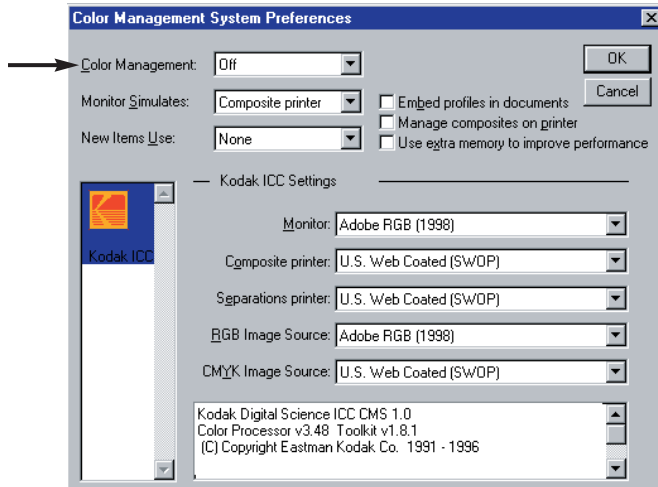 Color Management System Preferences
Color Management: Off
OK
Monitor Simulates: Composite printer
Embed profiles in documents
Cancel
Manage composites on printer
New Items Use: None
Use extra memory to improve performance
Kodak ICC Settings
Kodak ICC
Monitor: Adobe RGB (1998)
Composite printer: U.S. Web Coated (SWOP)
Separations printer: U.S. Web Coated (SWOP)
RGB Image Source: Adobe RGB (1998)
CMYK Image Source: U.S. Web Coated (SWOP)
Kodak Digital Science ICC CMS 1.0
Color Processor v3.48 Toolkit v1.8.1
(C) Copyright Eastman Kodak Co. 1991 - 1996